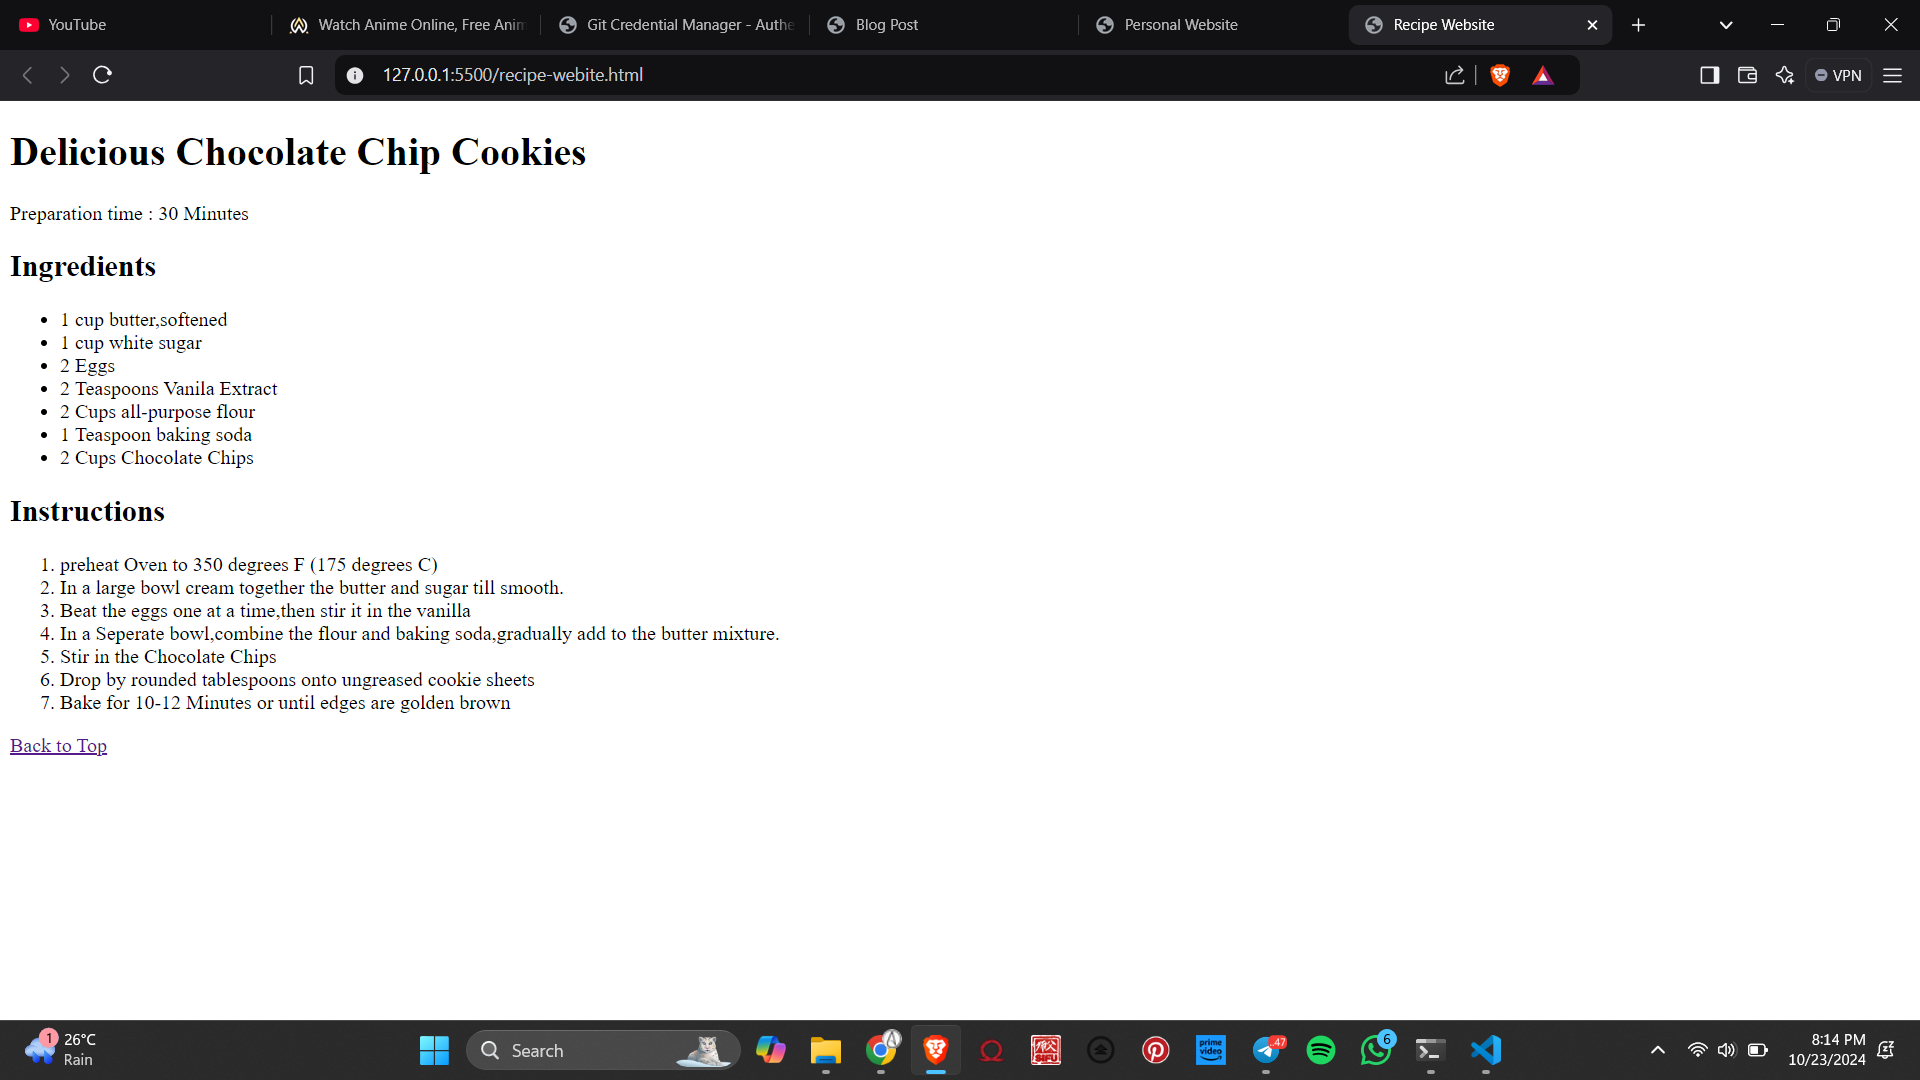 YouTube
Watch Anime Online, Free Anim
Git Credential Manager - Authe
Blog Post
Personal Website
Recipe Website
127.0.0.1:5500/recipe-webite.html
VPN
Delicious Chocolate Chip Cookies
Preparation time : 30 Minutes
Ingredients
1 cup butter,softened
1 cup white sugar
2 Eggs
2 Teaspoons Vanila Extract
2 Cups all-purpose flour
1 Teaspoon baking soda
2 Cups Chocolate Chips
Instructions
1. preheat Oven to 350 degrees F (175 degrees C)
2. In a large bowl cream together the butter and sugar till smooth.
3. Beat the eggs one at a time,then stir it in the vanilla
4. In a Seperate bowl,combine the flour and baking soda,gradually add to the butter mixture.
5. Stir in the Chocolate Chips
6. Drop by rounded tablespoons onto ungreased cookie sheets
7. Bake for 10-12 Minutes or until edges are golden brown
Back to Top
1
26°C
Rain
Search
SIFU
prime video
47
6
8:14 PM
10/23/2024